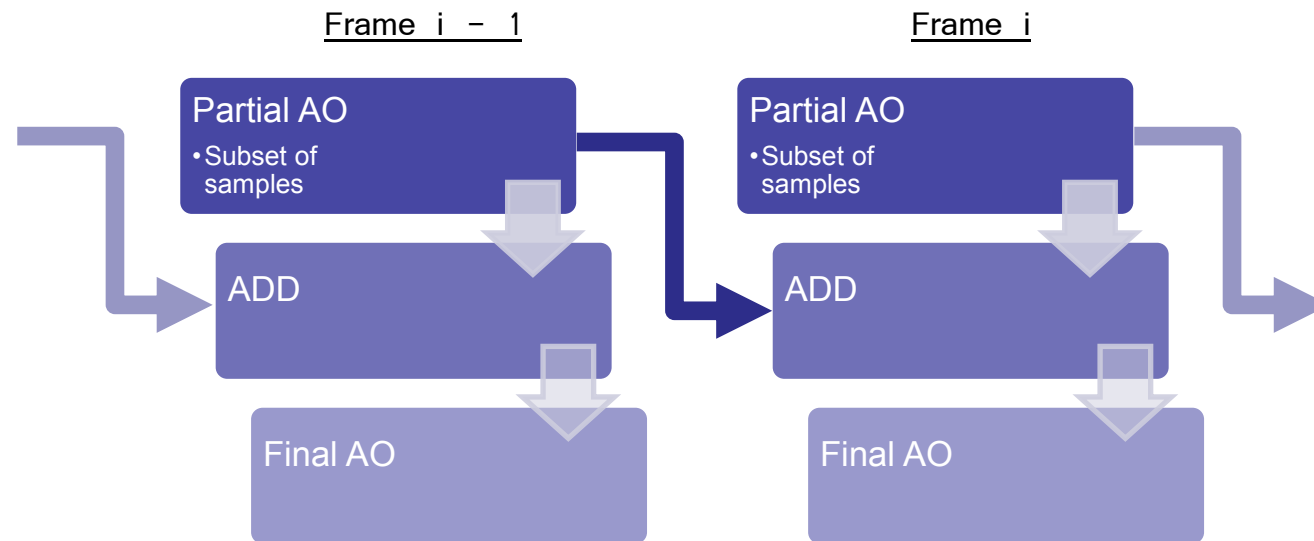 Frame i - 1
Partial AO
•Subset of
samples
ADD
Final AO
Frame i
Partial AO
•Subset of
samples
ADD
Final AO